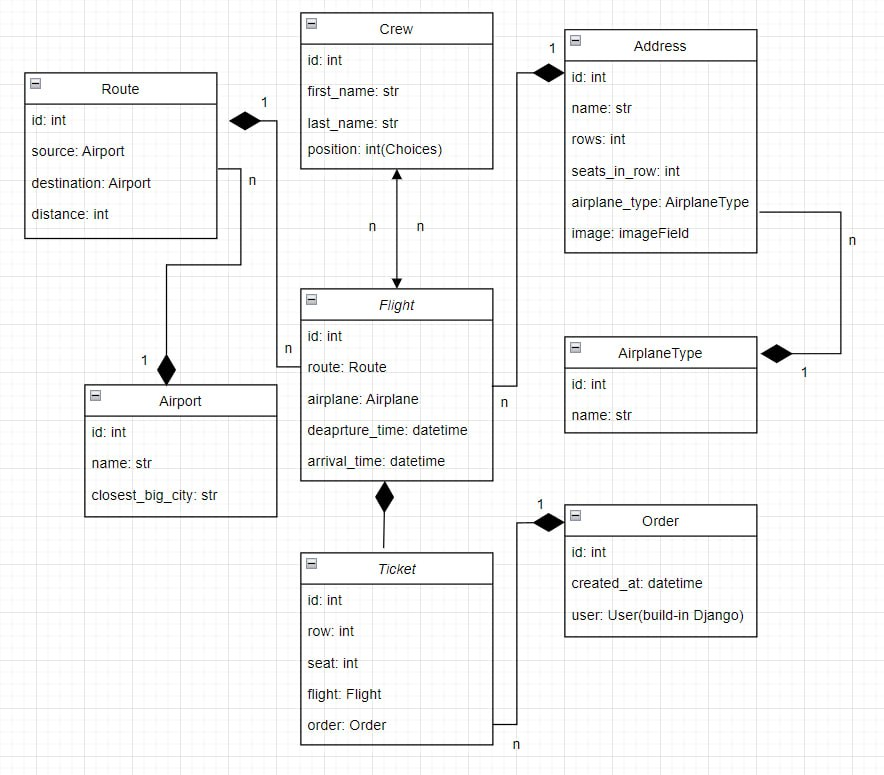 Crew
id: int
first_name: str
last_name: str
position: int(Choices)
1
Address
id: int
name: str
rows: int
seats_in_row: int
airplane_type: AirplaneType
image: imageField
Route
id: int
source: Airport
destination: Airport
distance: int
1
n
n
n
n
Flight
id: int
route: Route
airplane: Airplane
deaprture_time: datetime
arrival_time: datetime
n
n
AirplaneType
id: int
name: str
1
1
Airport
id: int
name: str
closest_big_city: str
Ticket
id: int
row: int
seat: int
flight: Flight
order: Order
n
1
Order
id: int
created_at: datetime
user: User(build-in Django)